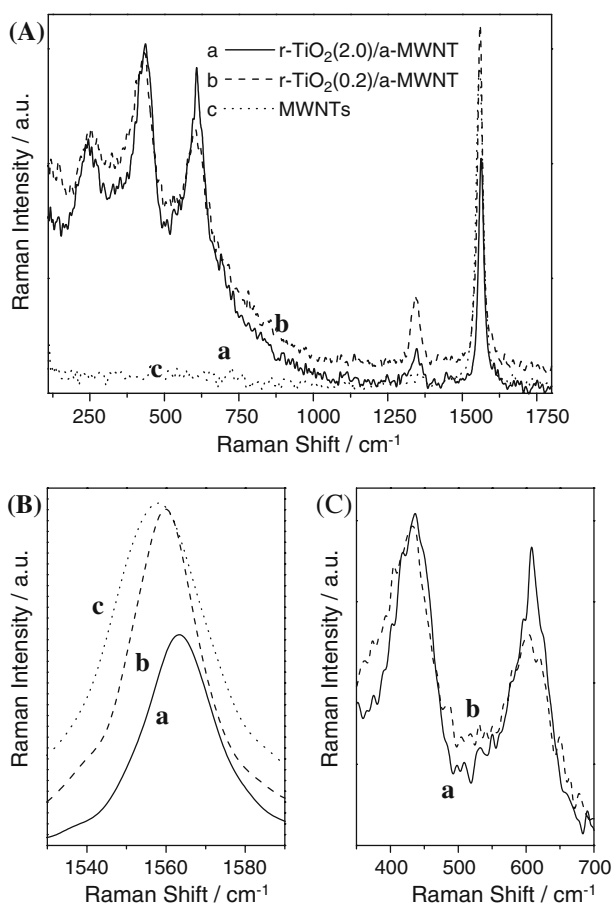 (A)
a r-TiO₂(2.0)/a-MWNT
b r-TiO₂(0.2)/a-MWNT
c MWNTs
Raman Intensity / a.u.
b
a
c
250 500 750 1000 1250 1500 1750
Raman Shift / cm⁻¹
(B)
c
b
a
Raman Intensity / a.u.
1540 1560 1580
Raman Shift / cm⁻¹
(C)
b
a
Raman Intensity / a.u.
400 500 600 700
Raman Shift / cm⁻¹